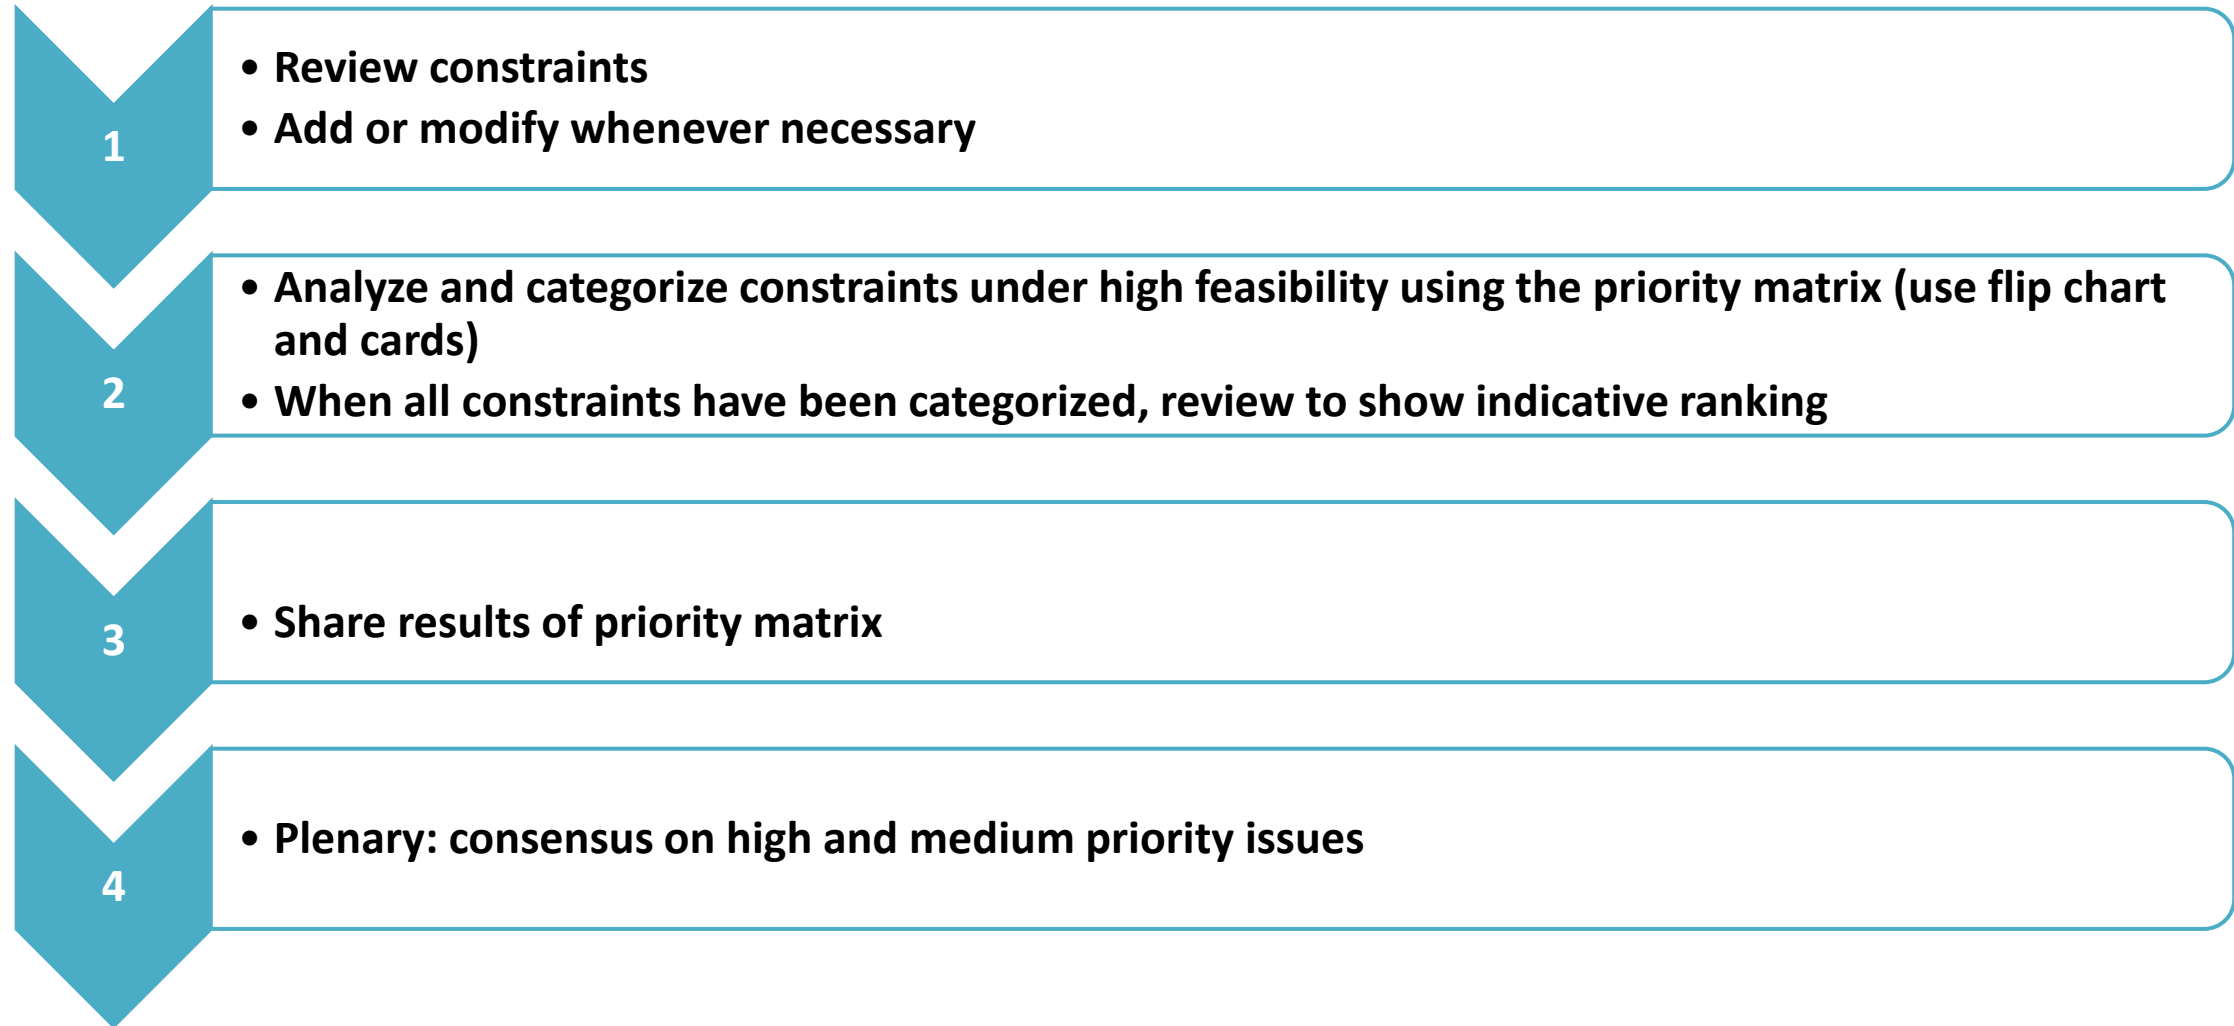 1
• Review constraints
• Add or modify whenever necessary
2
• Analyze and categorize constraints under high feasibility using the priority matrix (use flip chart
and cards)
• When all constraints have been categorized, review to show indicative ranking
3
• Share results of priority matrix
4
• Plenary: consensus on high and medium priority issues